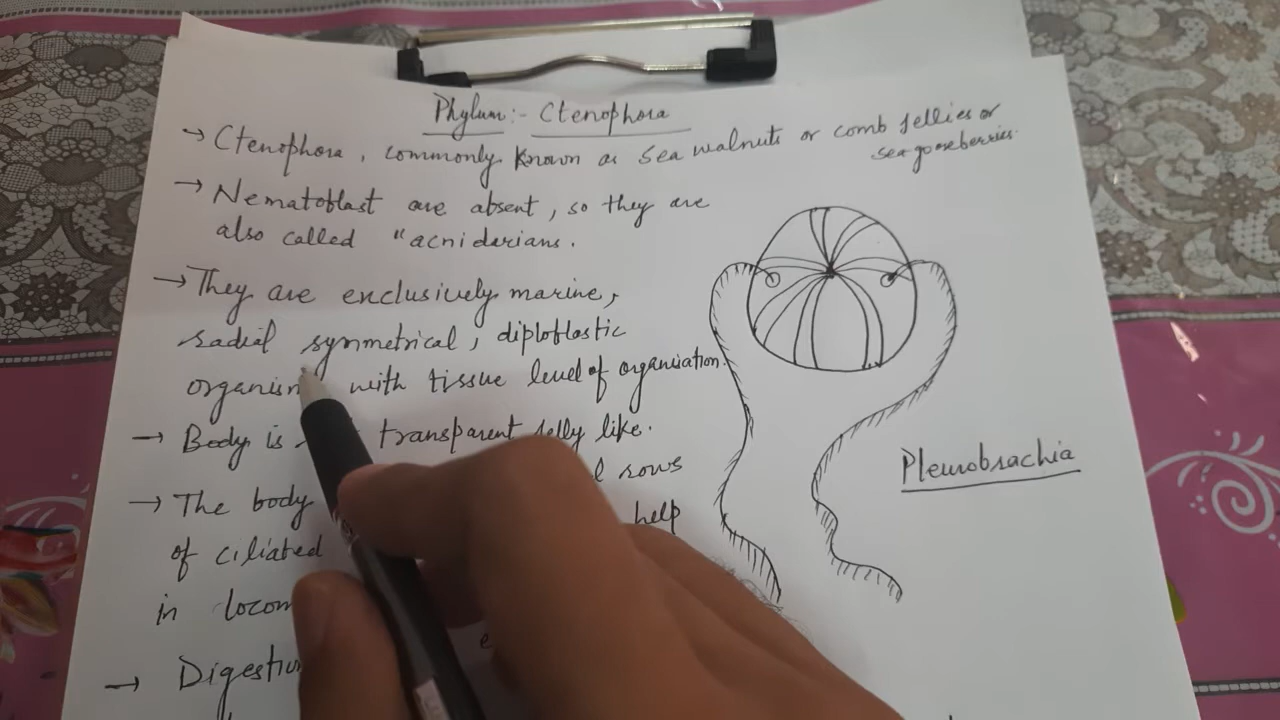 Phylum:- Ctenophora
→ Ctenophora, commonly known as sea walnuts or comb jellies or
sea gooseberries.
→ Nematoblast are absent, so they are
also called "acnidarians.
→ They are exclusively marine,
radial symmetrical, diploblastic
organism with tissue level of organisation.
→ Body is transparent Jelly like.
→ The body l rows
of ciliated help
in locom
→ Digestion
Pleurobrachia